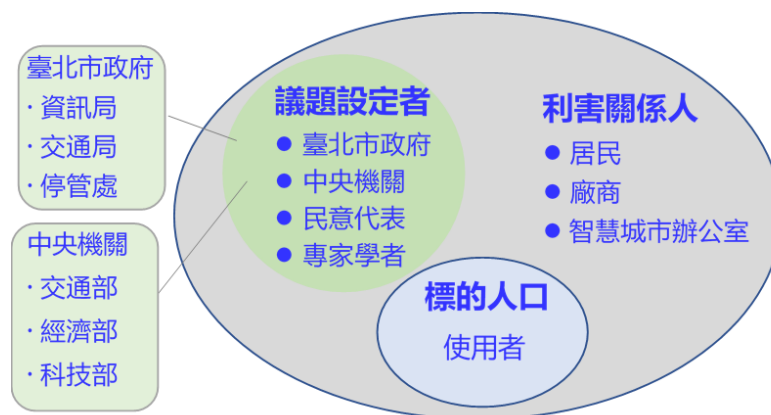 臺北市政府
· 資訊局
· 交通局
· 停管處
中央機關
· 交通部
· 經濟部
· 科技部
議題設定者
● 臺北市政府
● 中央機關
● 民意代表
● 專家學者
利害關係人
● 居民
● 廠商
● 智慧城市辦公室
標的人口
使用者